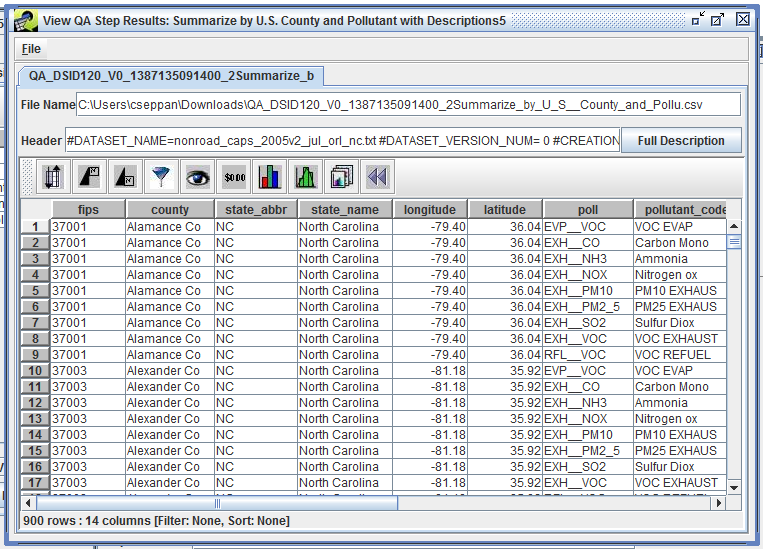 View QA Step Results: Summarize by U.S. County and Pollutant with Descriptions5
File
QA_DSID120_V0_1387135091400_2Summarize_b
File Name C:\Users\cseppan\Downloads\QA_DSID120_V0_1387135091400_2Summarize_by_U_S__County_and_Pollu.csv
Header #DATASET_NAME=nonroad_caps_2005v2_jul_orl_nc.txt #DATASET_VERSION_NUM= 0 #CREATION Full Description
$0.00
fips county state_abbr state_name longitude latitude poll pollutant_code
1 37001 Alamance Co NC North Carolina -79.40 36.04 EVP__VOC VOC EVAP
2 37001 Alamance Co NC North Carolina -79.40 36.04 EXH__CO Carbon Mono
3 37001 Alamance Co NC North Carolina -79.40 36.04 EXH__NH3 Ammonia
4 37001 Alamance Co NC North Carolina -79.40 36.04 EXH__NOX Nitrogen ox
5 37001 Alamance Co NC North Carolina -79.40 36.04 EXH__PM10 PM10 EXHAUS
6 37001 Alamance Co NC North Carolina -79.40 36.04 EXH__PM2_5 PM25 EXHAUS
7 37001 Alamance Co NC North Carolina -79.40 36.04 EXH__SO2 Sulfur Diox
8 37001 Alamance Co NC North Carolina -79.40 36.04 EXH__VOC VOC EXHAUST
9 37001 Alamance Co NC North Carolina -79.40 36.04 RFL__VOC VOC REFUEL
10 37003 Alexander Co NC North Carolina -81.18 35.92 EVP__VOC VOC EVAP
11 37003 Alexander Co NC North Carolina -81.18 35.92 EXH__CO Carbon Mono
12 37003 Alexander Co NC North Carolina -81.18 35.92 EXH__NH3 Ammonia
13 37003 Alexander Co NC North Carolina -81.18 35.92 EXH__NOX Nitrogen ox
14 37003 Alexander Co NC North Carolina -81.18 35.92 EXH__PM10 PM10 EXHAUS
15 37003 Alexander Co NC North Carolina -81.18 35.92 EXH__PM2_5 PM25 EXHAUS
16 37003 Alexander Co NC North Carolina -81.18 35.92 EXH__SO2 Sulfur Diox
17 37003 Alexander Co NC North Carolina -81.18 35.92 EXH__VOC VOC EXHAUST
900 rows : 14 columns [Filter: None, Sort: None]